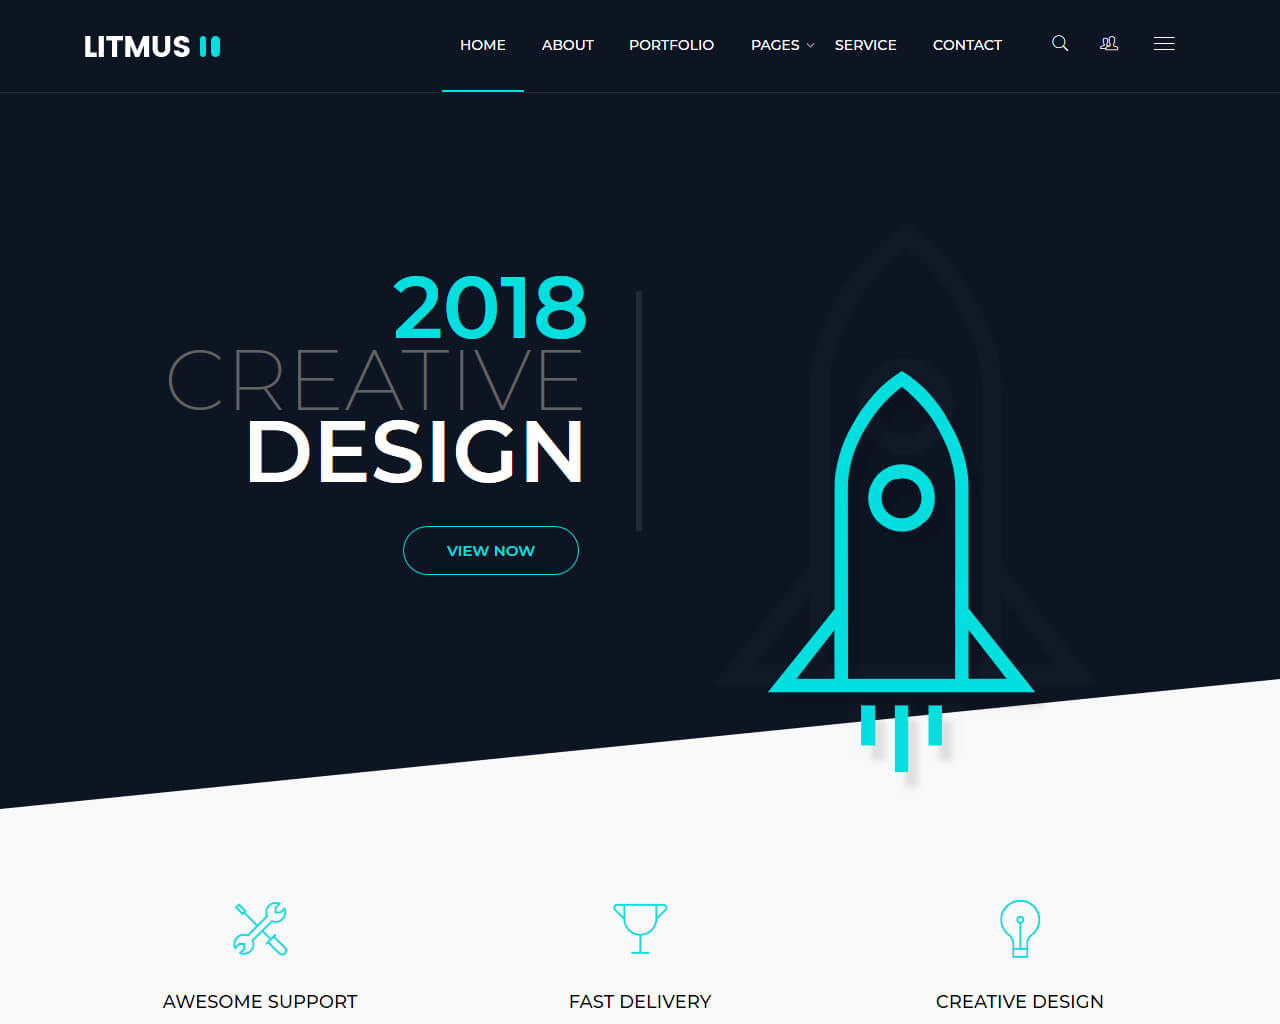 LITMUS
HOME ABOUT PORTFOLIO PAGES SERVICE CONTACT
2018
CREATIVE
DESIGN
VIEW NOW
AWESOME SUPPORT
FAST DELIVERY
CREATIVE DESIGN